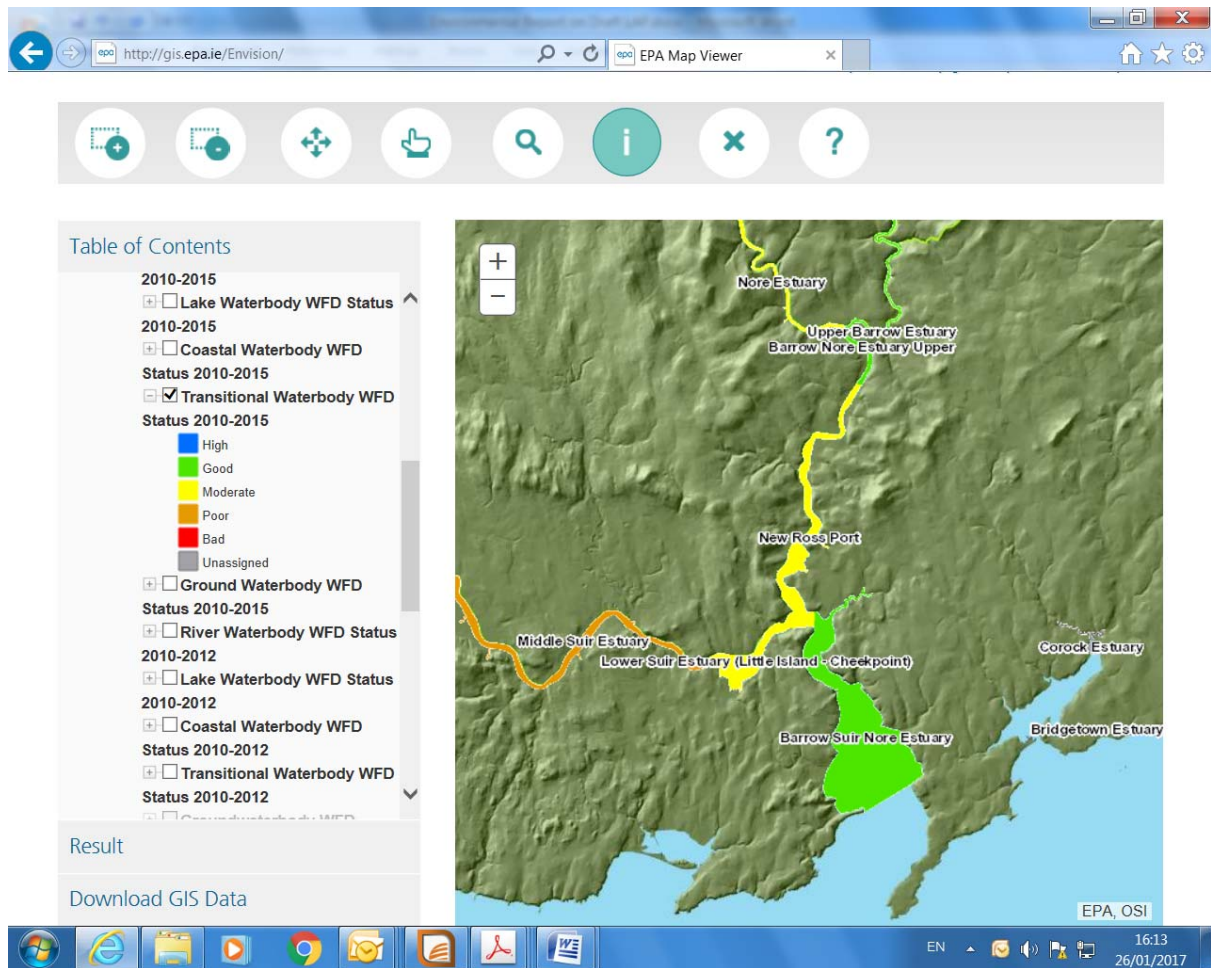 http://gis.epa.ie/Envision/
epa EPA Map Viewer
i
?
Table of Contents
2010-2015
Lake Waterbody WFD Status
2010-2015
Coastal Waterbody WFD
Status 2010-2015
Transitional Waterbody WFD
Status 2010-2015
High
Good
Moderate
Poor
Bad
Unassigned
Ground Waterbody WFD
Status 2010-2015
River Waterbody WFD Status
2010-2012
Lake Waterbody WFD Status
2010-2012
Coastal Waterbody WFD
Status 2010-2012
Transitional Waterbody WFD
Status 2010-2012
Result
Download GIS Data
Nore Estuary
Upper Barrow Estuary
Barrow Nore Estuary Upper
New Ross Port
Middle Suir Estuary
Lower Suir Estuary (Little Island - Cheekpoint)
Corock Estuary
Barrow Suir Nore Estuary
Bridgetown Estuary
EPA, OSI
EN
16:13
26/01/2017